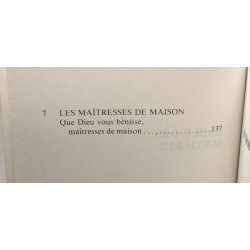 7 LES MAÎTRESSES DE MAISON
Que Dieu vous bénisse,
maîtresses de maison . . . . . . . . . . . . . . . 137